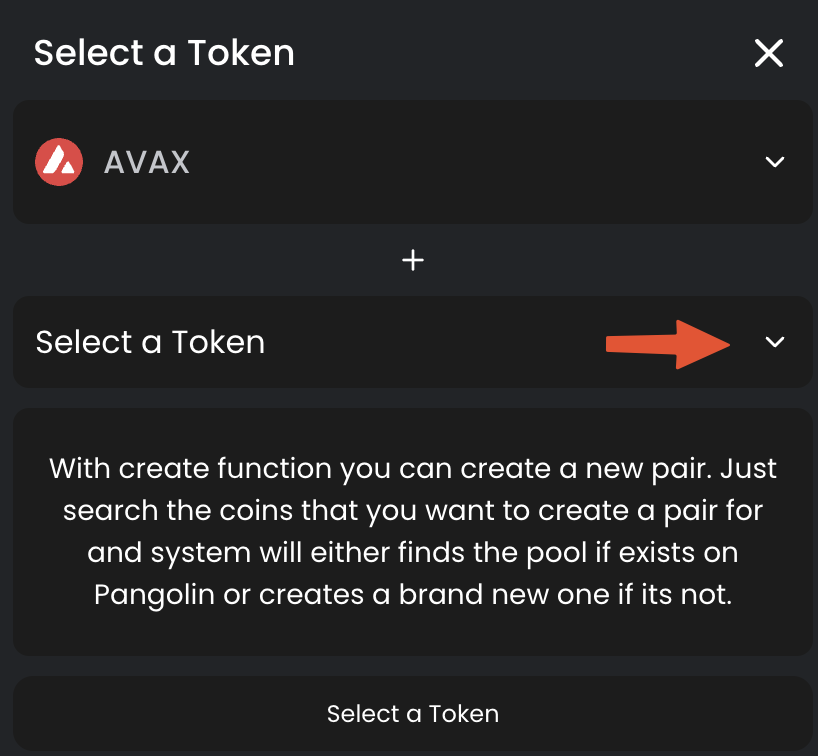 Select a Token
AVAX
Select a Token
With create function you can create a new pair. Just
search the coins that you want to create a pair for
and system will either finds the pool if exists on
Pangolin or creates a brand new one if its not.
Select a Token